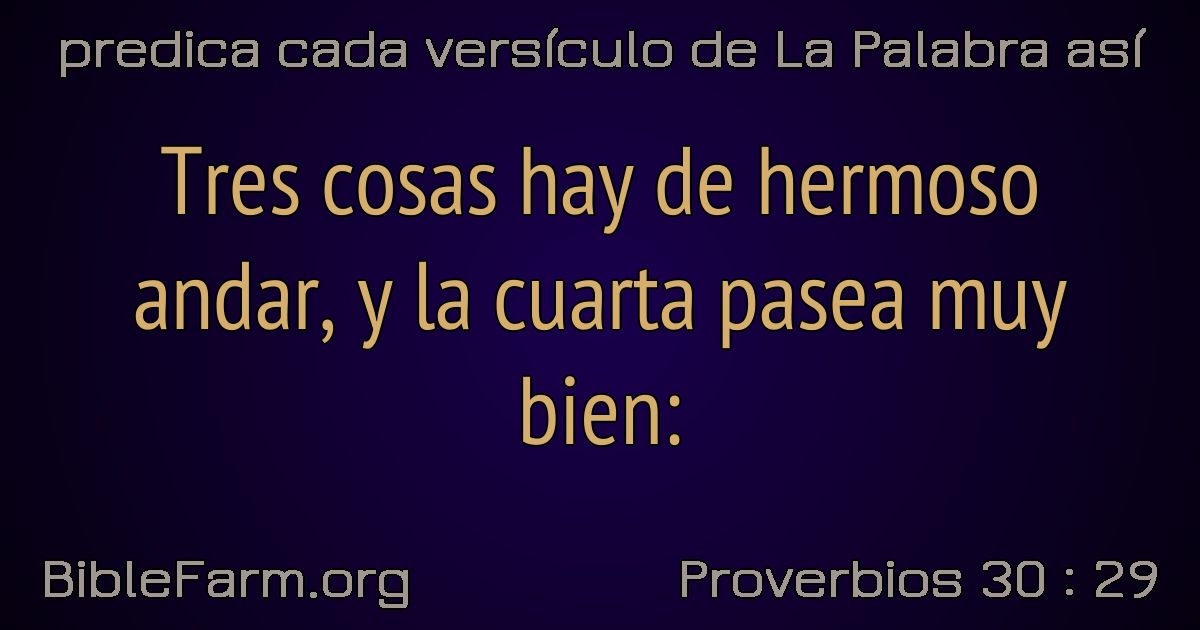 predica cada versículo de La Palabra así
Tres cosas hay de hermoso
andar, y la cuarta pasea muy
bien:
BibleFarm.org
Proverbios 30 : 29